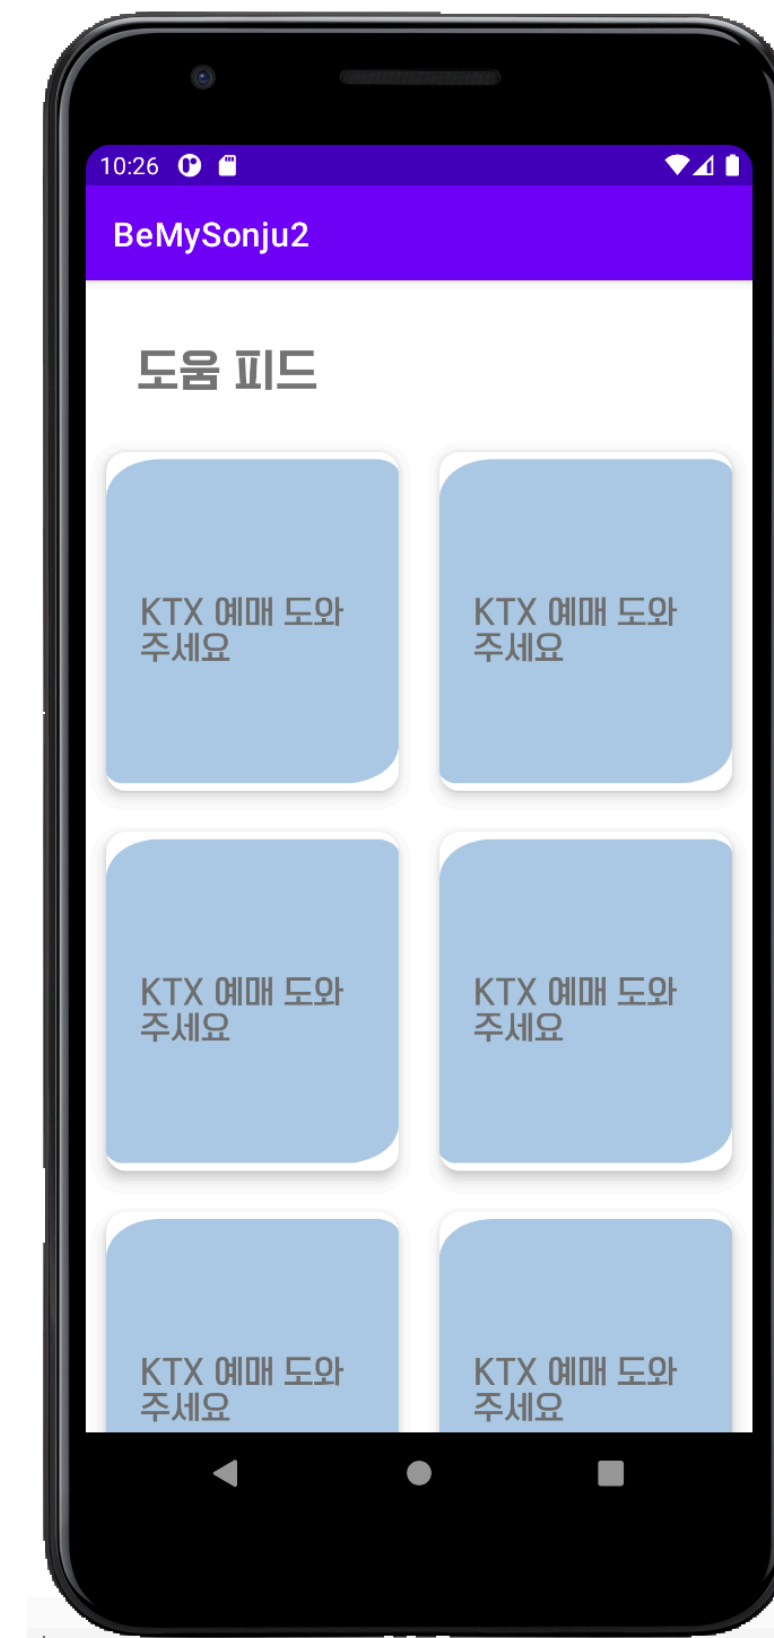 10:26
BeMySonju2
도움 피드
KTX 예매 도와
주세요
KTX 예매 도와
주세요
KTX 예매 도와
주세요
KTX 예매 도와
주세요
KTX 예매 도와
주세요
KTX 예매 도와
주세요